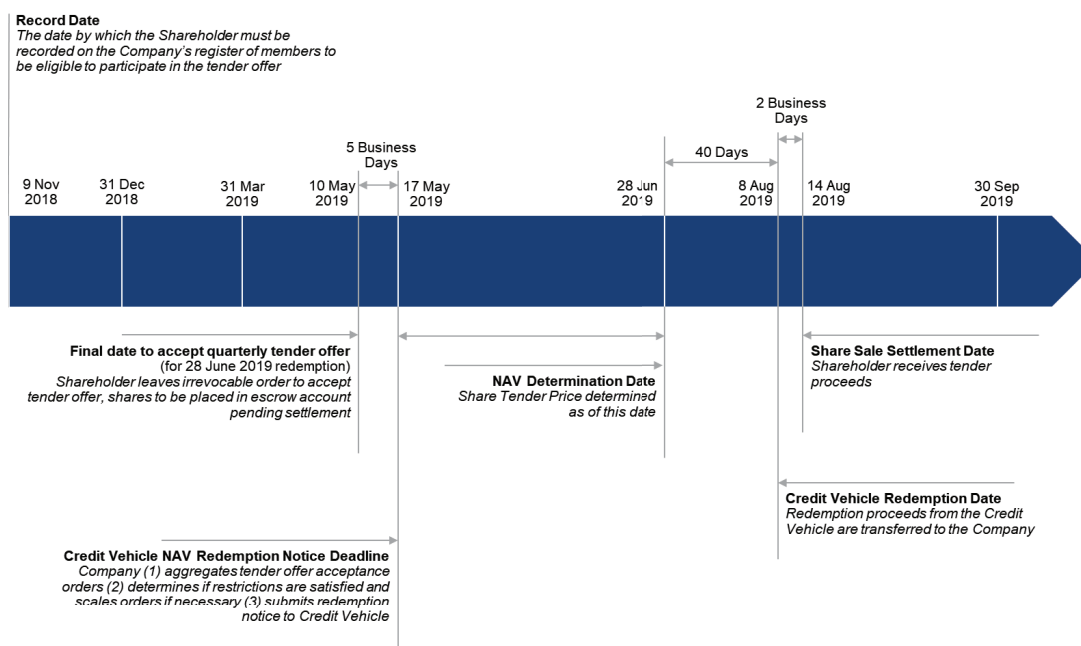 Record Date
The date by which the Shareholder must be
recorded on the Company's register of members to
be eligible to participate in the tender offer
2 Business
Days
5 Business
Days
40 Days
9 Nov
2018
31 Dec
2018
31 Mar
2019
10 May
2019
17 May
2019
28 Jun
2019
8 Aug
2019
14 Aug
2019
30 Sep
2019
Final date to accept quarterly tender offer
(for 28 June 2019 redemption)
Shareholder leaves irrevocable order to accept
tender offer, shares to be placed in escrow account
pending settlement
NAV Determination Date
Share Tender Price determined
as of this date
Share Sale Settlement Date
Shareholder receives tender
proceeds
Credit Vehicle Redemption Date
Redemption proceeds from the Credit
Vehicle are transferred to the Company
Credit Vehicle NAV Redemption Notice Deadline
Company (1) aggregates tender offer acceptance
orders (2) determines if restrictions are satisfied and
scales orders if necessary (3) submits redemption
notice to Credit Vehicle